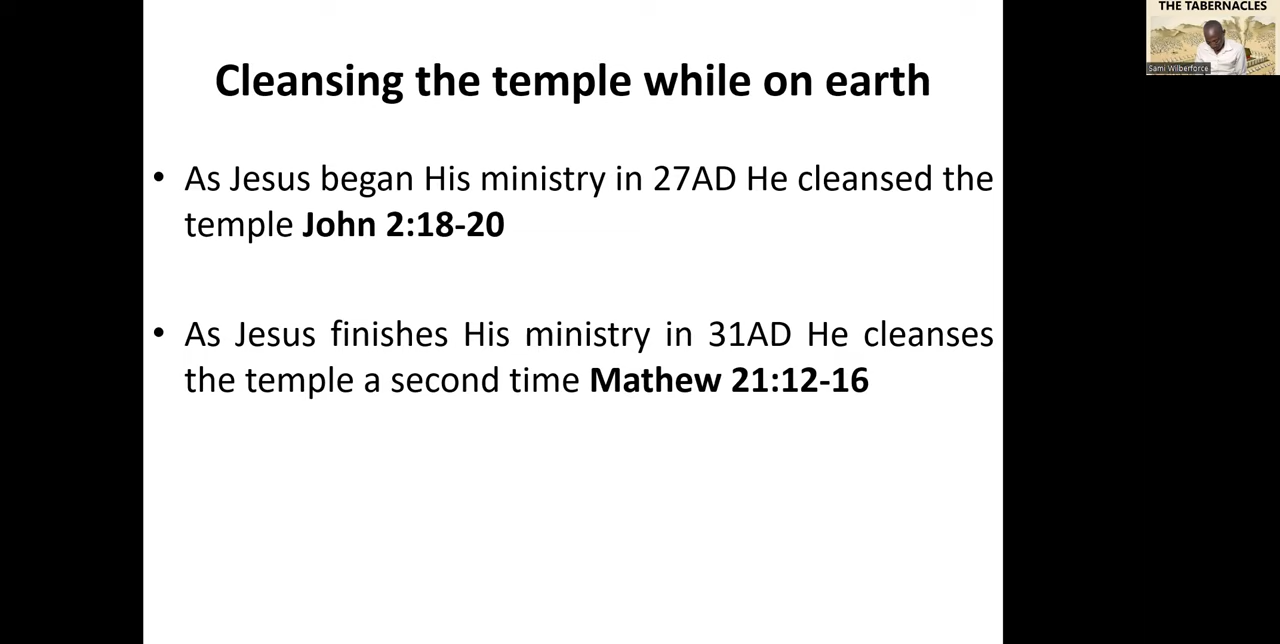 THE TABERNACLES
Sami Wilberforce
Cleansing the temple while on earth
• As Jesus began His ministry in 27AD He cleansed the
temple John 2:18-20
• As Jesus finishes His ministry in 31AD He cleanses
the temple a second time Mathew 21:12-16